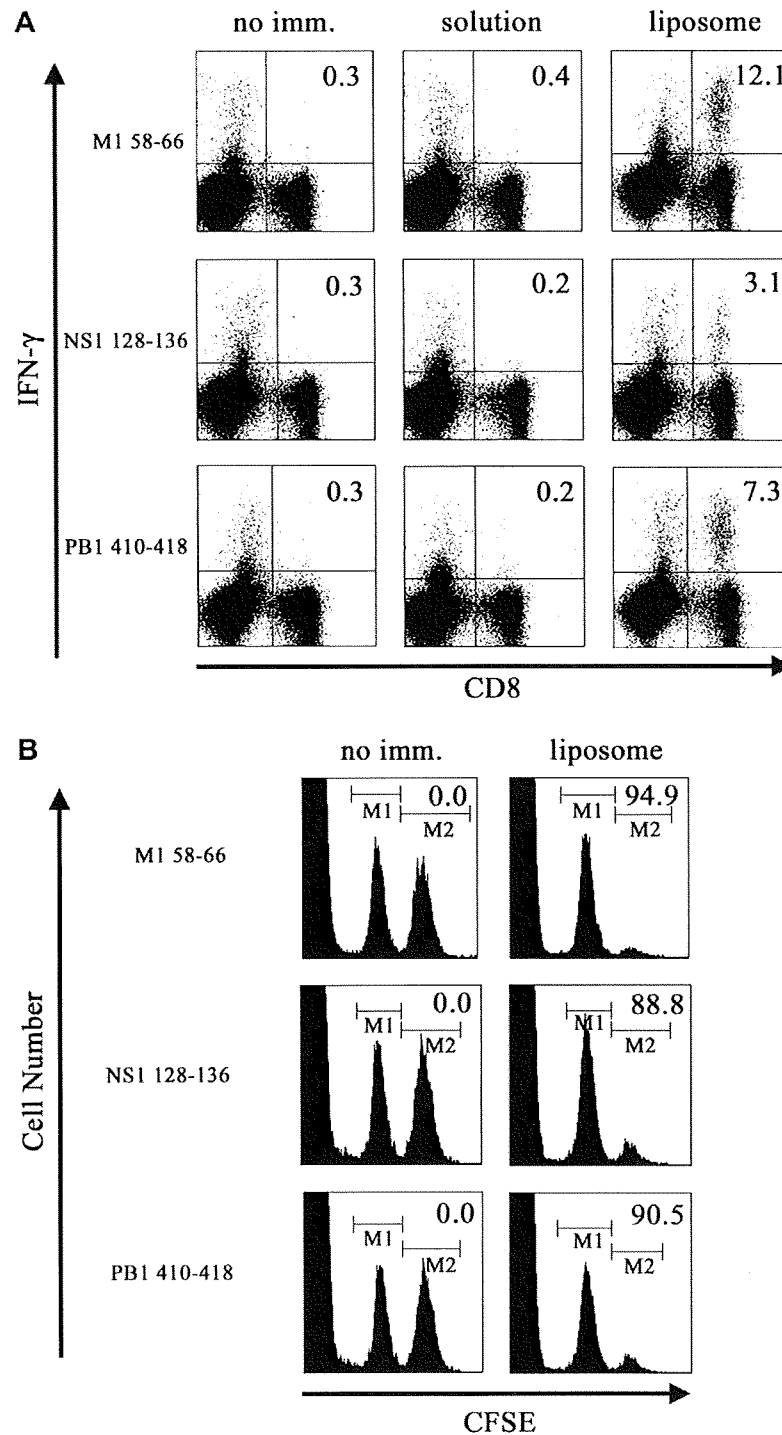 A
no imm. solution liposome
M1 58-66
0.3 0.4 12.1
NS1 128-136
0.3 0.2 3.1
PB1 410-418
0.3 0.2 7.3
IFN-γ
CD8
B
no imm. liposome
M1 58-66
0.0 94.9
M1 M2 M1 M2
NS1 128-136
0.0 88.8
M1 M2 M1 M2
PB1 410-418
0.0 90.5
M1 M2 M1 M2
Cell Number
CFSE